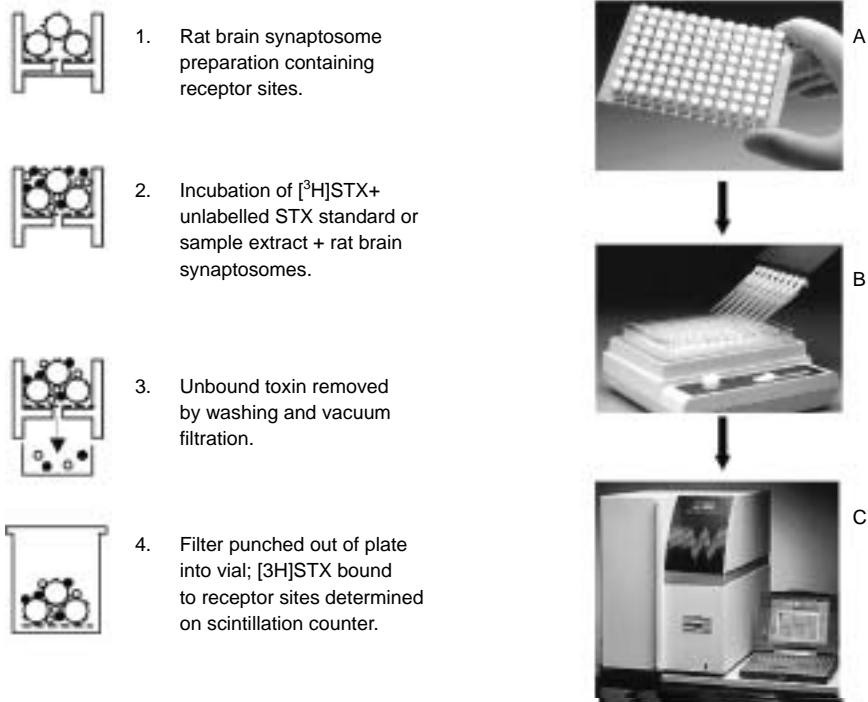 1. Rat brain synaptosome
preparation containing
receptor sites.
2. Incubation of [³H]STX+
unlabelled STX standard or
sample extract + rat brain
synaptosomes.
3. Unbound toxin removed
by washing and vacuum
filtration.
4. Filter punched out of plate
into vial; [3H]STX bound
to receptor sites determined
on scintillation counter.
A
B
C